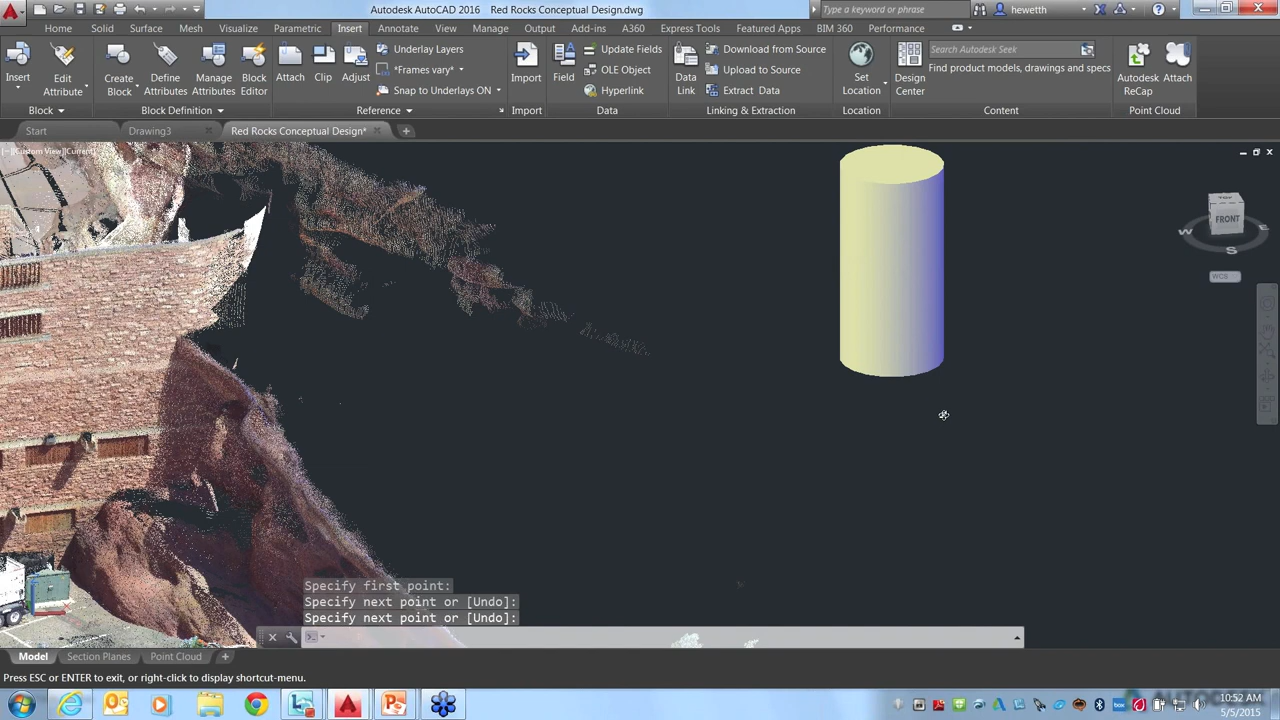 Autodesk AutoCAD 2016 Red Rocks Conceptual Design.dwg
Type a keyword or phrase
hewetth
Home Solid Surface Mesh Visualize Parametric Insert Annotate View Manage Output Add-ins A360 Express Tools Featured Apps BIM 360 Performance
Insert
Edit Attribute
Create Block
Define Attributes
Manage Attributes
Block Editor
Attach
Clip
Adjust
Underlay Layers
*Frames vary*
Snap to Underlays ON
Import
Field
Update Fields
OLE Object
Hyperlink
Data Link
Download from Source
Upload to Source
Extract Data
Set Location
Design Center
Search Autodesk Seek
Find product models, drawings and specs
Autodesk ReCap
Attach
Block Block Definition Reference Import Data Linking & Extraction Location Content Point Cloud
Start Drawing3 Red Rocks Conceptual Design*
[−][Custom View][Current]
TOP
FRONT
W
E
S
WCS
Specify first point:
Specify next point or [Undo]:
Specify next point or [Undo]:
Model Section Planes Point Cloud
Press ESC or ENTER to exit, or right-click to display shortcut-menu.
10:52 AM
5/5/2015